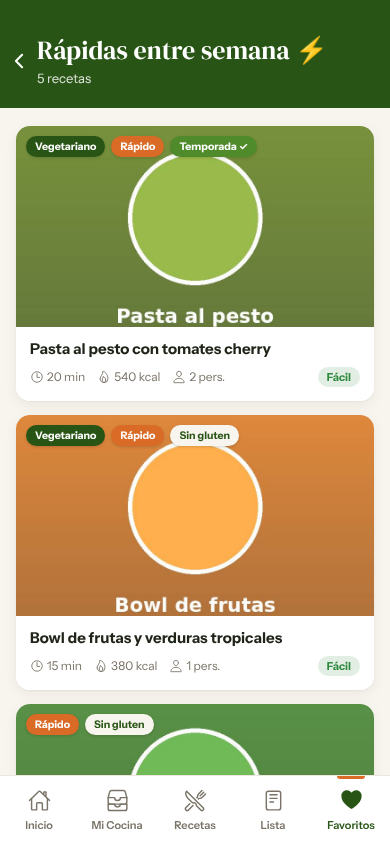 Rápidas entre semana ⚡
5 recetas
Vegetariano Rápido Temporada ✓
Pasta al pesto
Pasta al pesto con tomates cherry
20 min 540 kcal 2 pers. Fácil
Vegetariano Rápido Sin gluten
Bowl de frutas
Bowl de frutas y verduras tropicales
15 min 380 kcal 1 pers. Fácil
Rápido Sin gluten
Inicio Mi Cocina Recetas Lista Favoritos